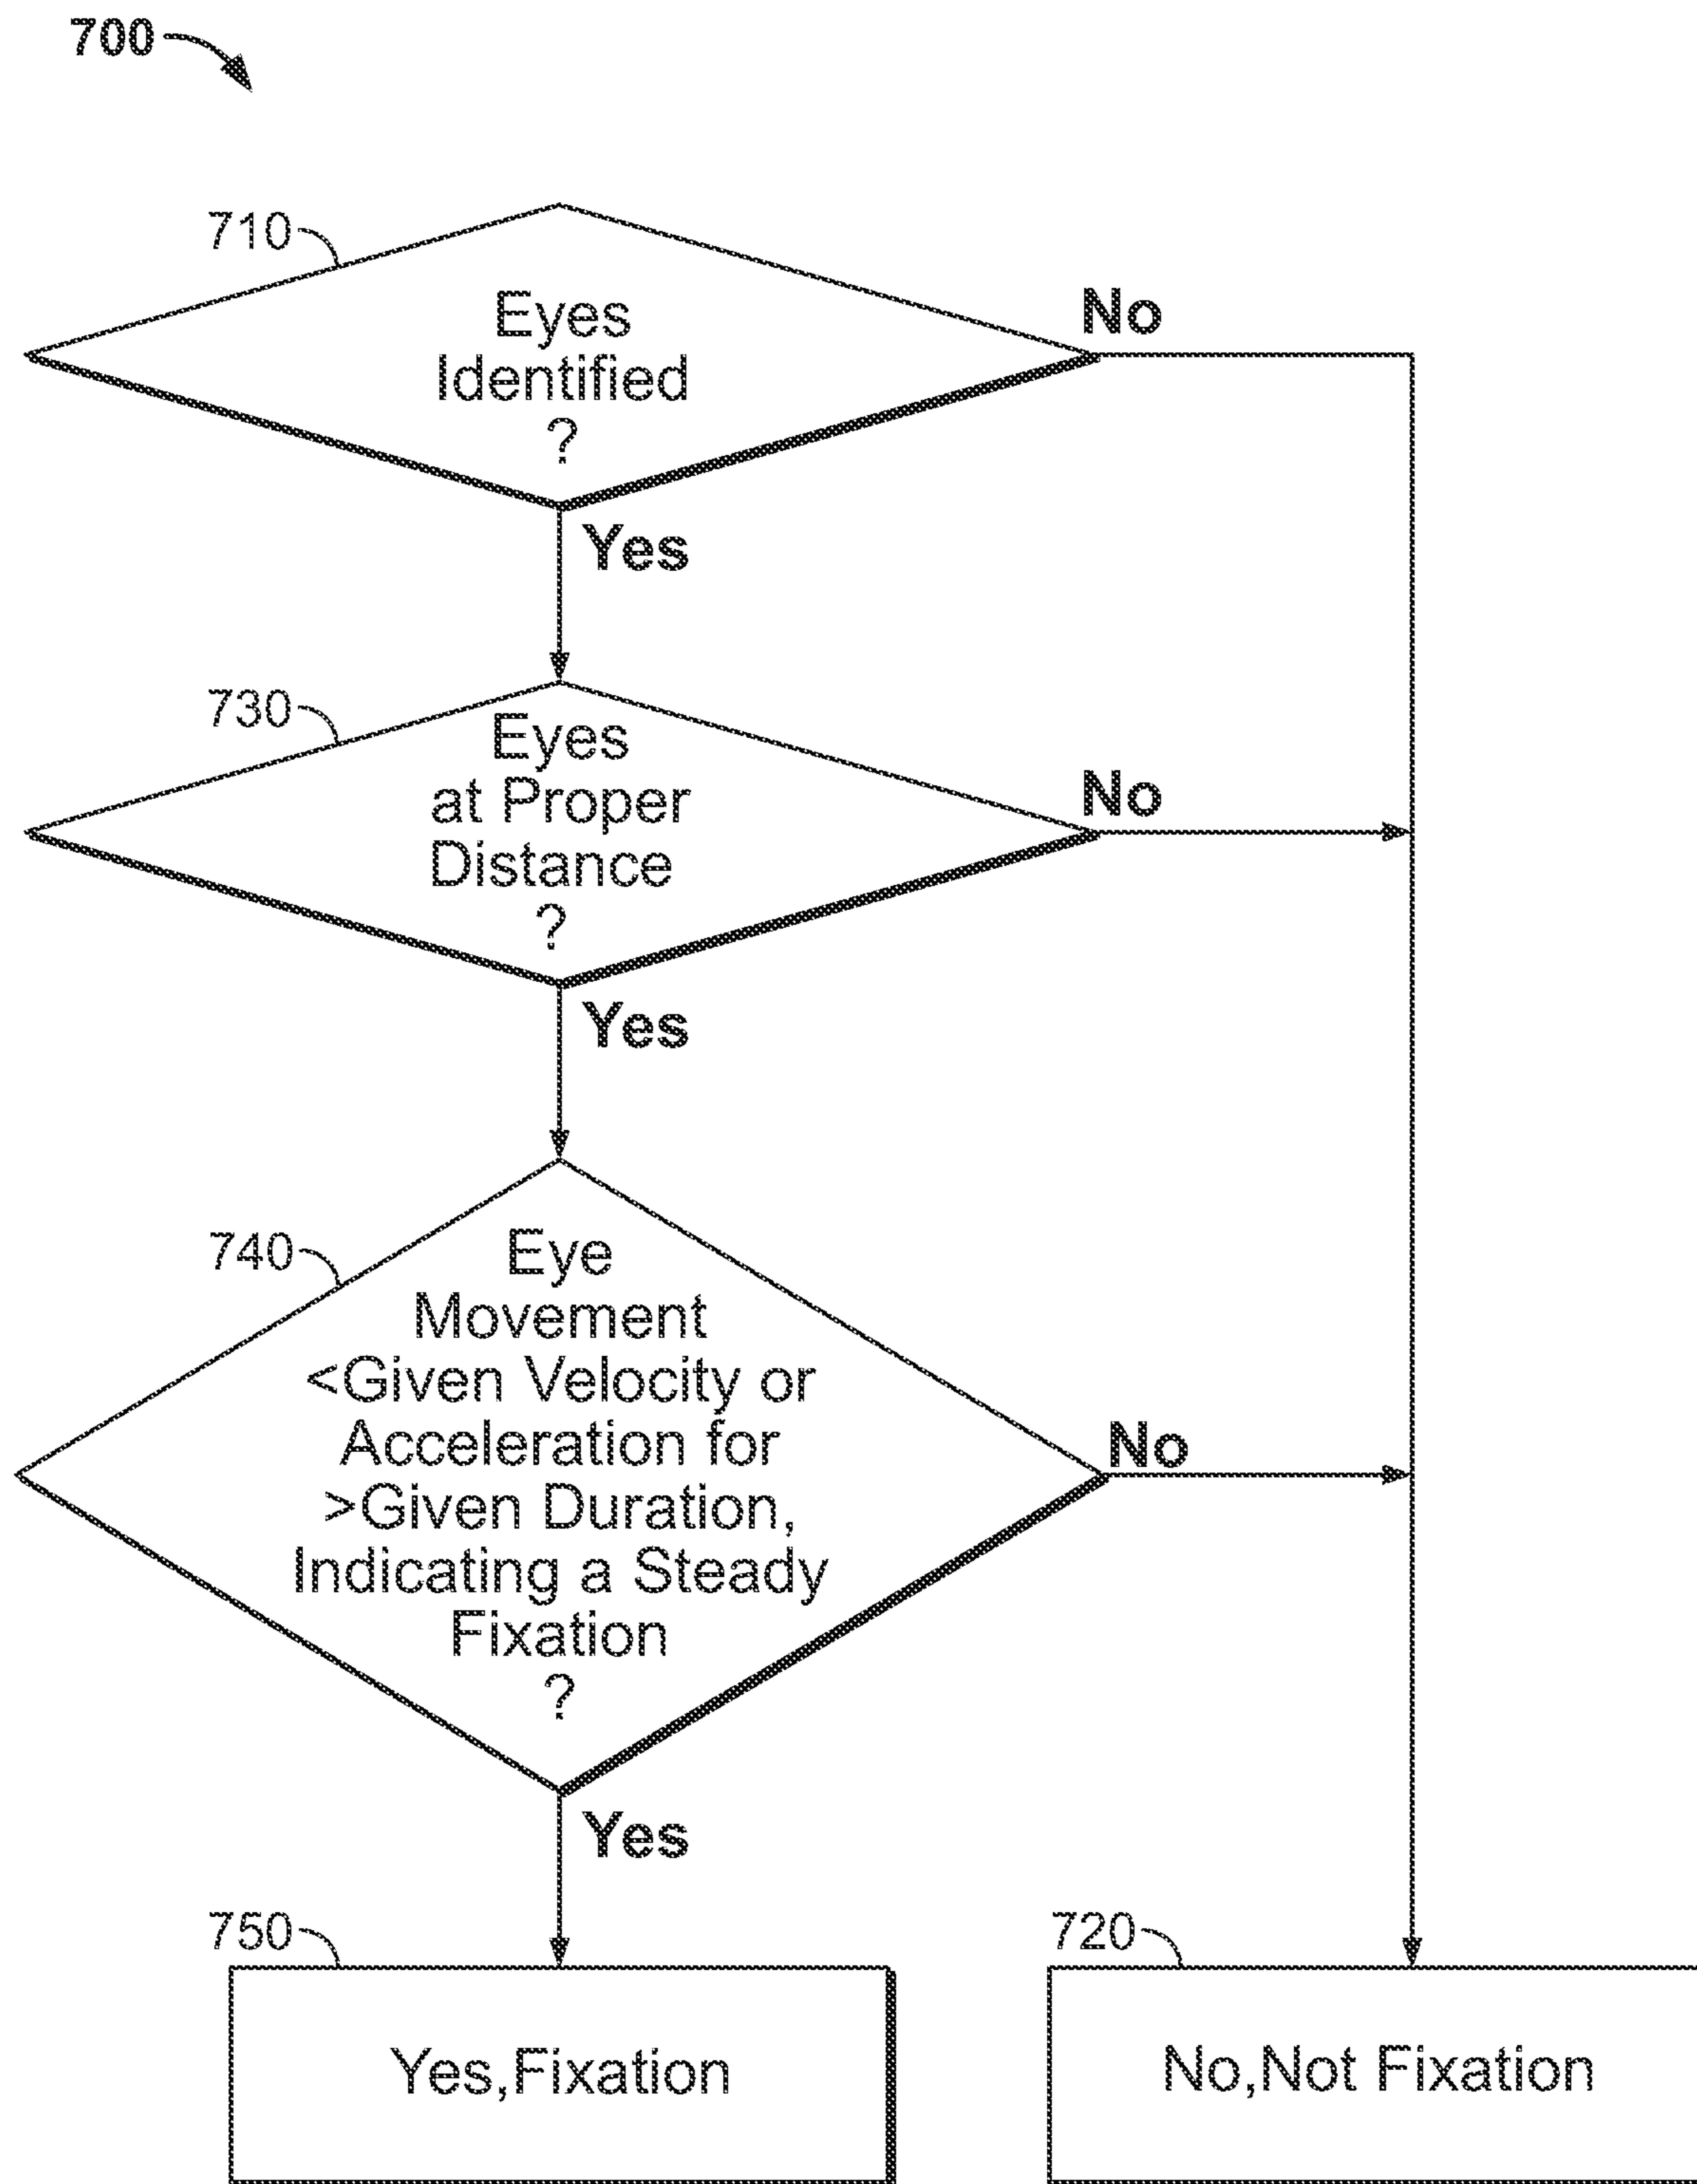 700
710
Eyes
Identified
?
No
Yes
730
Eyes
at Proper
Distance
?
No
Yes
740
Eye
Movement
<Given Velocity or
Acceleration for
>Given Duration,
Indicating a Steady
Fixation
?
No
Yes
750
Yes,Fixation
720
No,Not Fixation